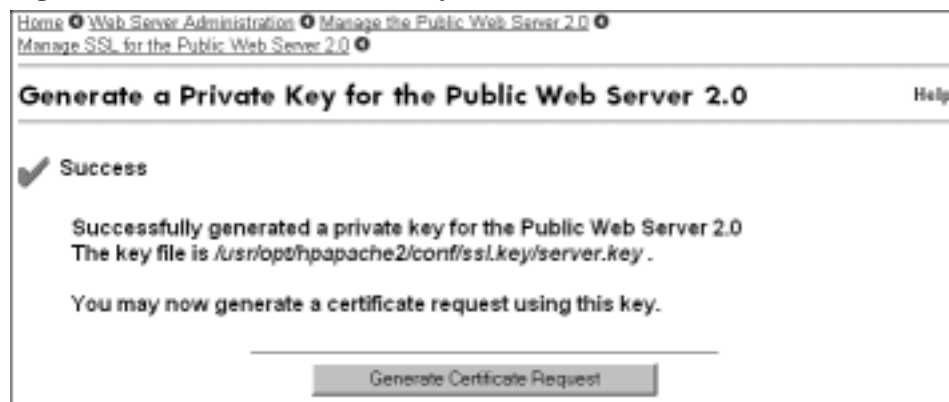 Home Web Server Administration Manage the Public Web Server 2.0
Manage SSL for the Public Web Server 2.0
Generate a Private Key for the Public Web Server 2.0
Help
Success
Successfully generated a private key for the Public Web Server 2.0
The key file is /usr/opt/hpapache2/conf/ssl.key/server.key .
You may now generate a certificate request using this key.
Generate Certificate Request